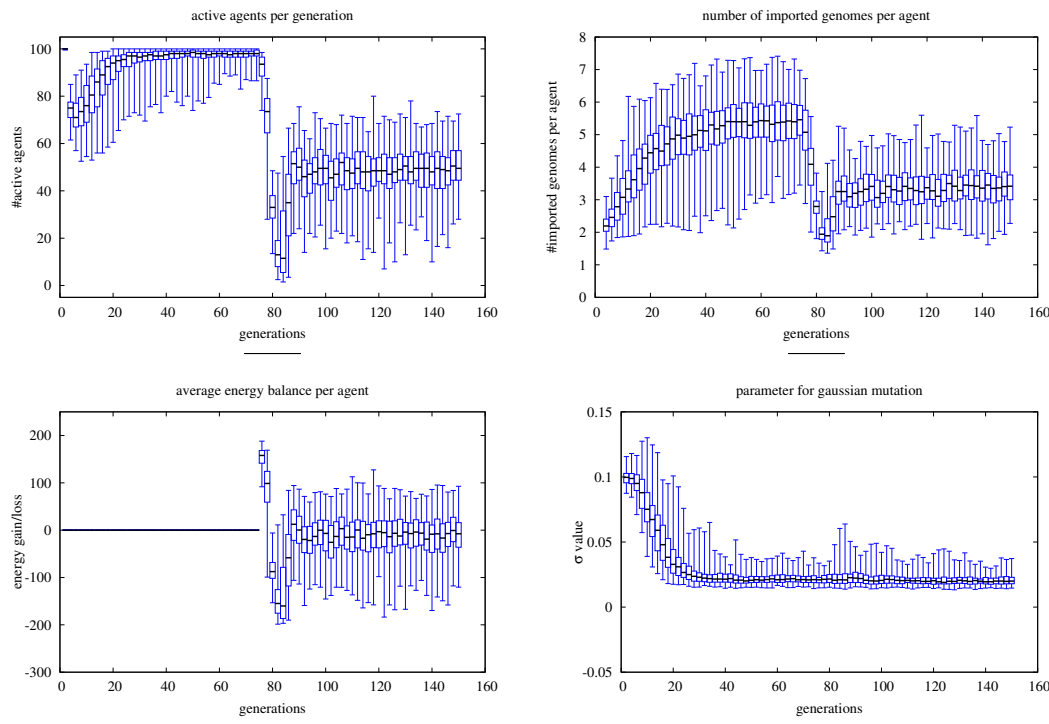 active agents per generation
100
80
60
40
20
0
#active agents
0 20 40 60 80 100 120 140 160
generations
number of imported genomes per agent
8
7
6
5
4
3
2
1
0
#imported genomes per agent
0 20 40 60 80 100 120 140 160
generations
average energy balance per agent
200
100
0
-100
-200
-300
energy gain/loss
0 20 40 60 80 100 120 140 160
generations
parameter for gaussian mutation
0.15
0.1
0.05
0
-0.05
σ value
0 20 40 60 80 100 120 140 160
generations